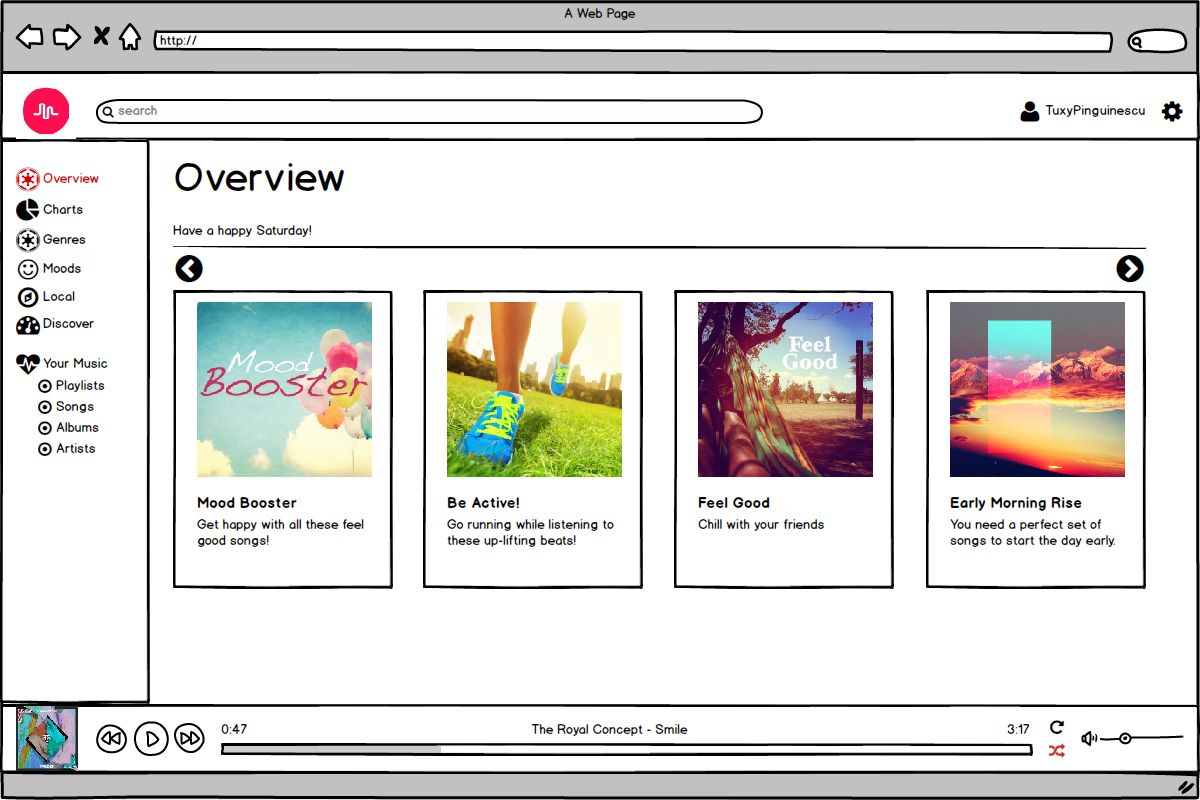 A Web Page
http://
search
TuxyPinguinescu
Overview
Charts
Genres
Moods
Local
Discover
Your Music
Playlists
Songs
Albums
Artists
Overview
Have a happy Saturday!
Mood
Booster
Mood Booster
Get happy with all these feel
good songs!
Be Active!
Go running while listening to
these up-lifting beats!
Feel
Good
Feel Good
Chill with your friends
Early Morning Rise
You need a perfect set of
songs to start the day early.
0:47
The Royal Concept - Smile
3:17